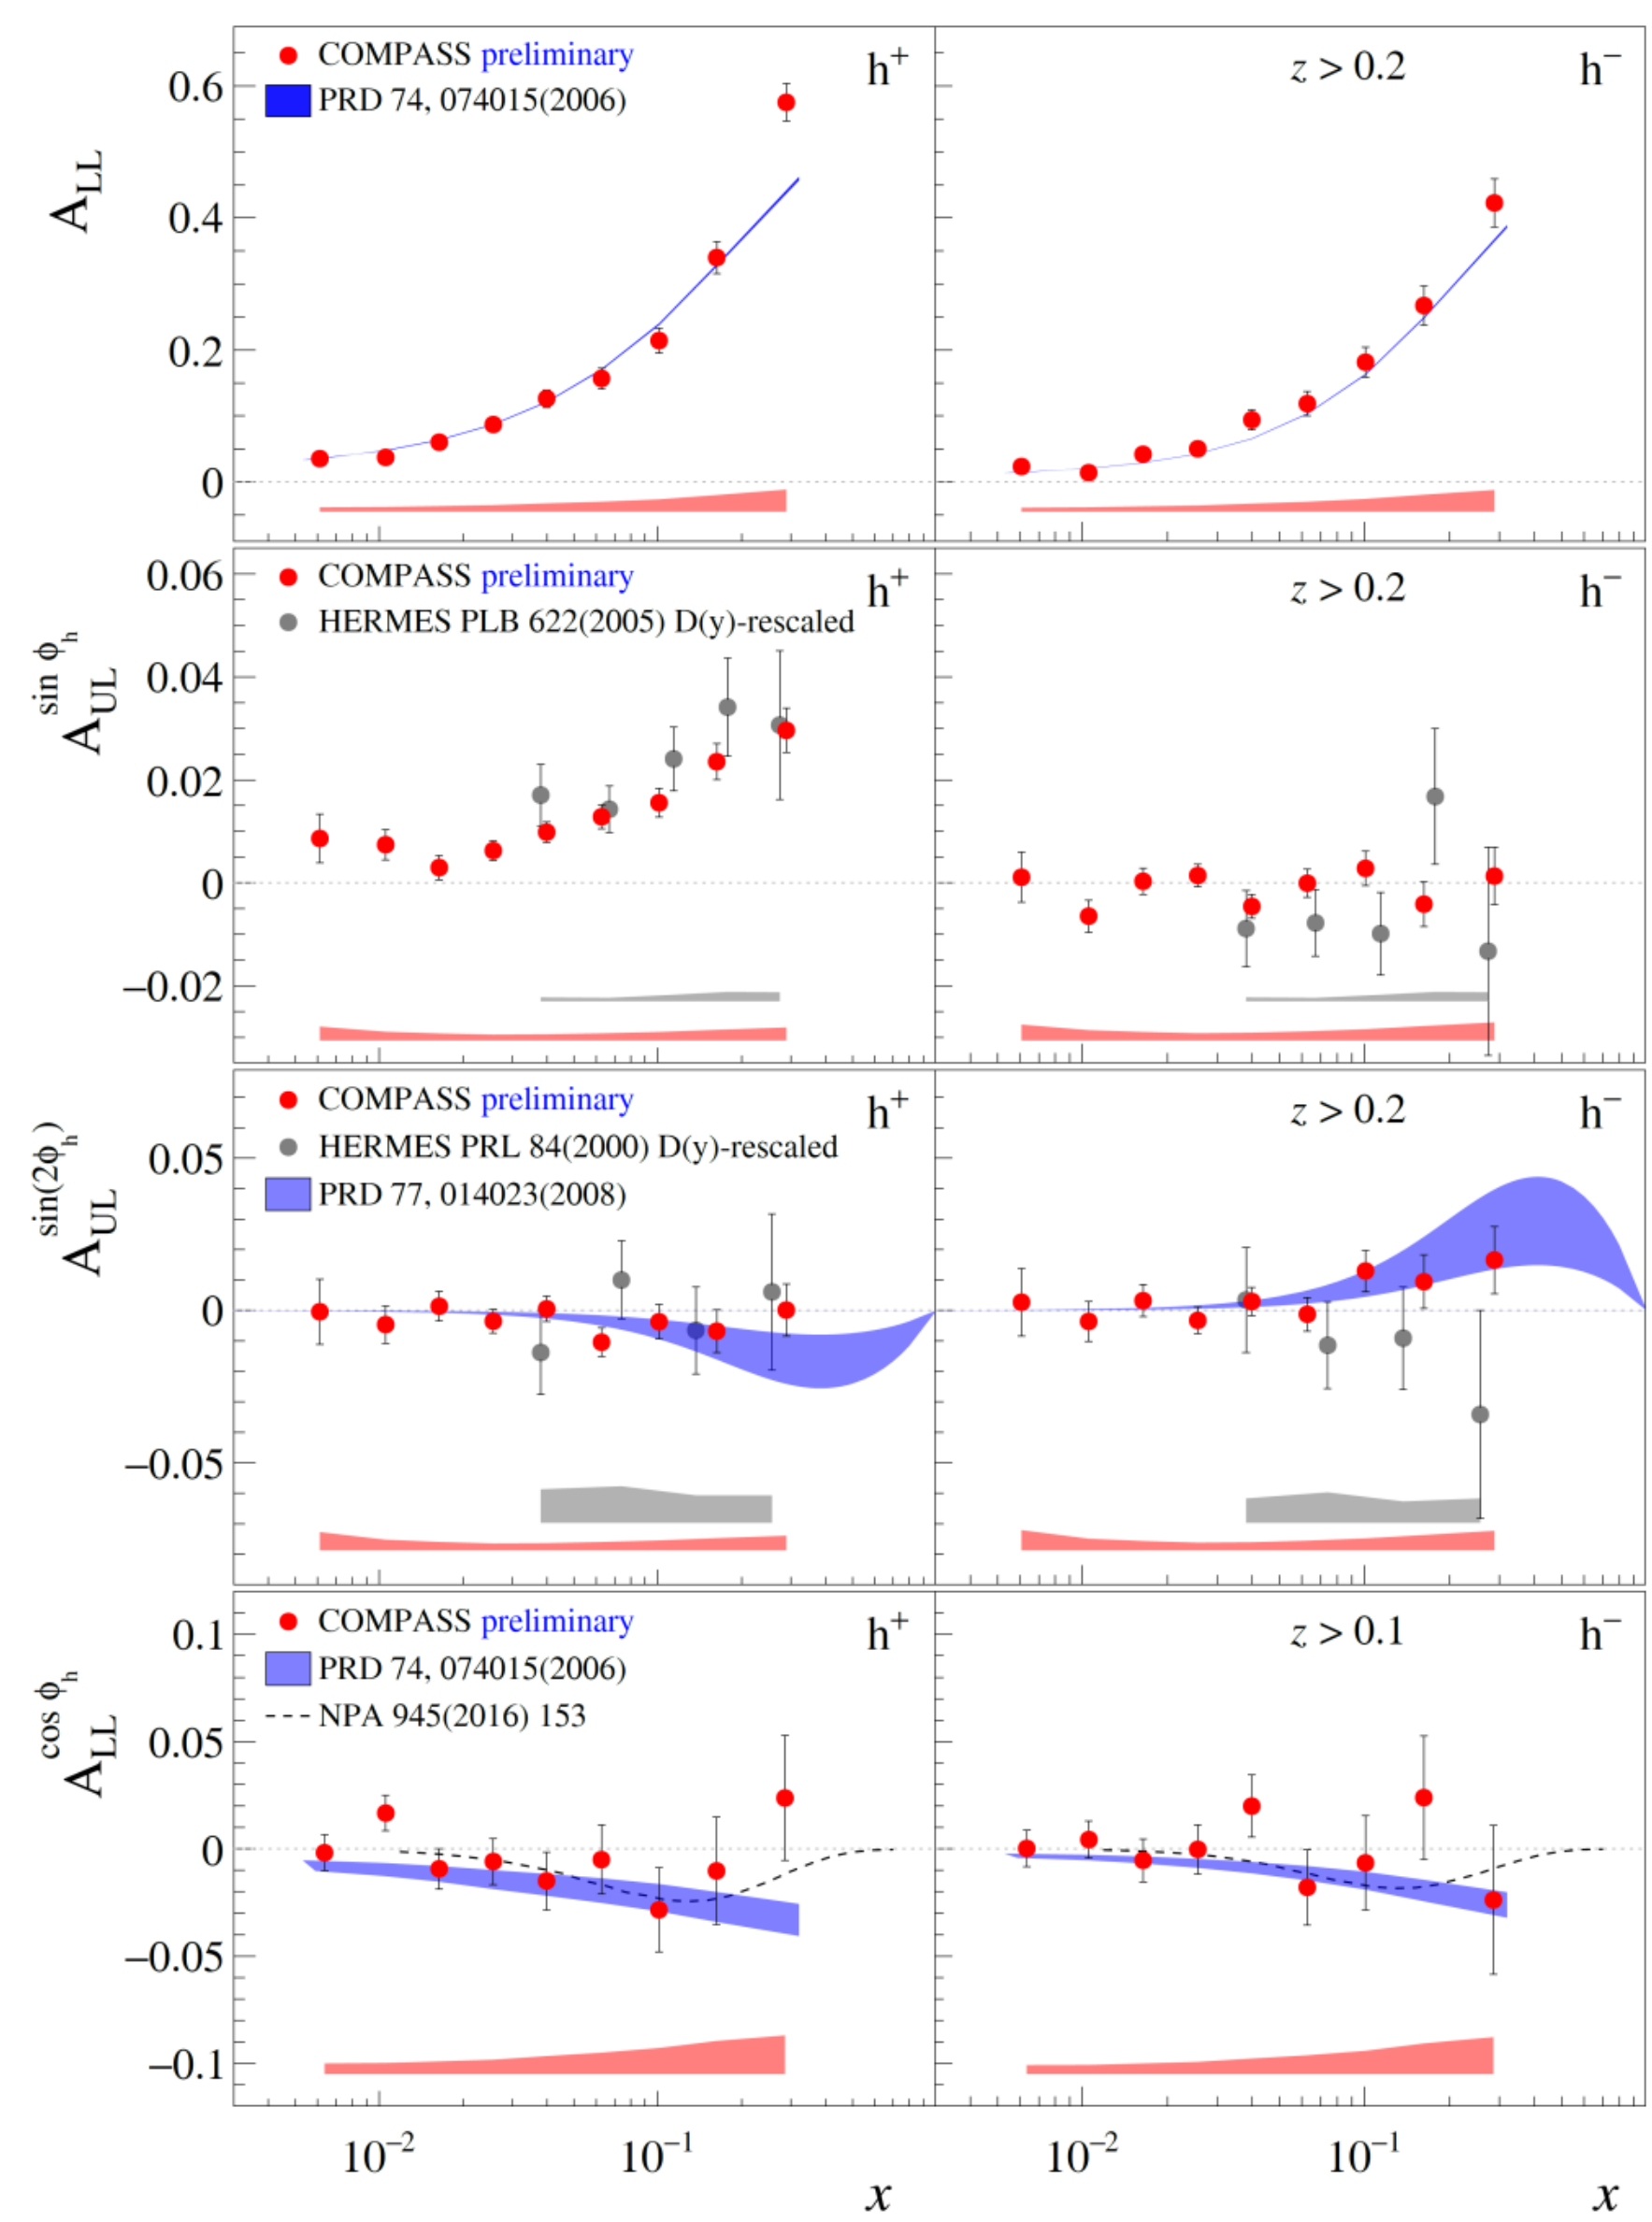 COMPASS preliminary
PRD 74, 074015(2006)
h+
z > 0.2
h−
A_LL
0.6
0.4
0.2
0
COMPASS preliminary
HERMES PLB 622(2005) D(y)-rescaled
h+
z > 0.2
h−
A_UL^sin ϕ_h
0.06
0.04
0.02
0
−0.02
COMPASS preliminary
HERMES PRL 84(2000) D(y)-rescaled
PRD 77, 014023(2008)
h+
z > 0.2
h−
A_UL^sin(2ϕ_h)
0.05
0
−0.05
COMPASS preliminary
PRD 74, 074015(2006)
NPA 945(2016) 153
h+
z > 0.1
h−
A_LL^cos ϕ_h
0.1
0.05
0
−0.05
−0.1
10^−2 10^−1 10^−2 10^−1
x x